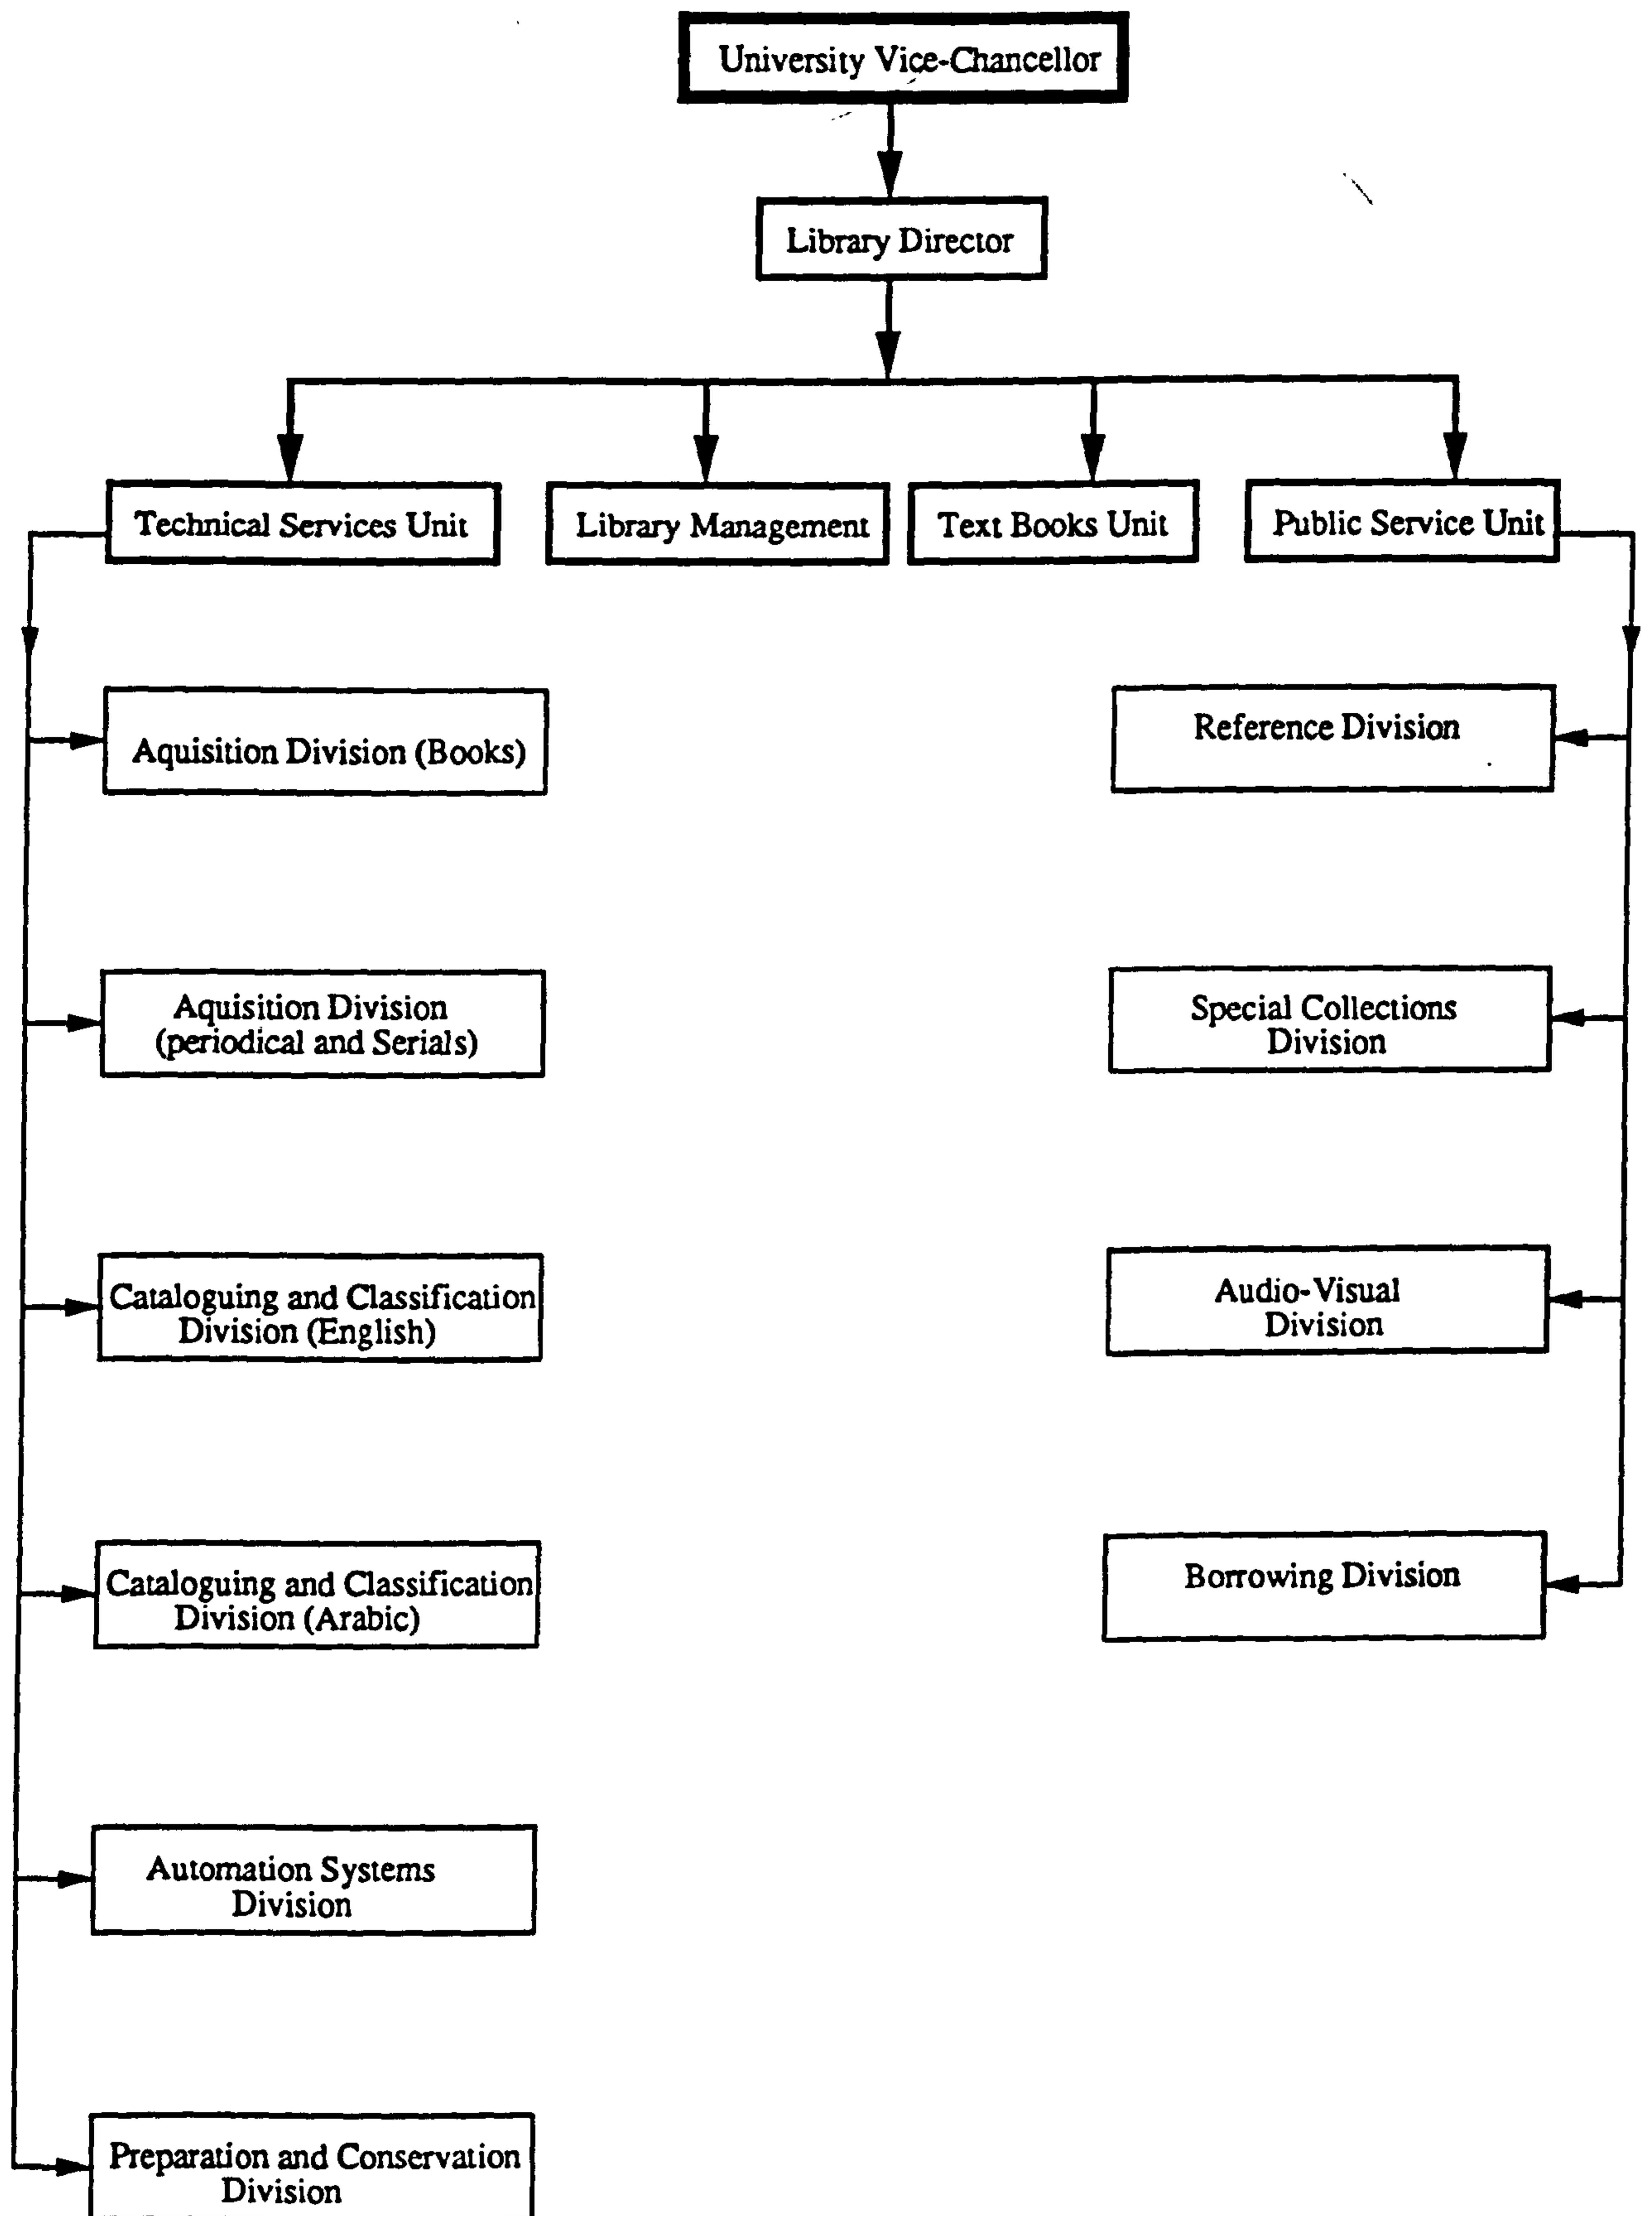 University Vice-Chancellor
Library Director
Technical Services Unit
Library Management
Text Books Unit
Public Service Unit
Aquisition Division (Books)
Reference Division
Aquisition Division
(periodical and Serials)
Special Collections
Division
Cataloguing and Classification
Division (English)
Audio-Visual
Division
Cataloguing and Classification
Division (Arabic)
Borrowing Division
Automation Systems
Division
Preparation and Conservation
Division